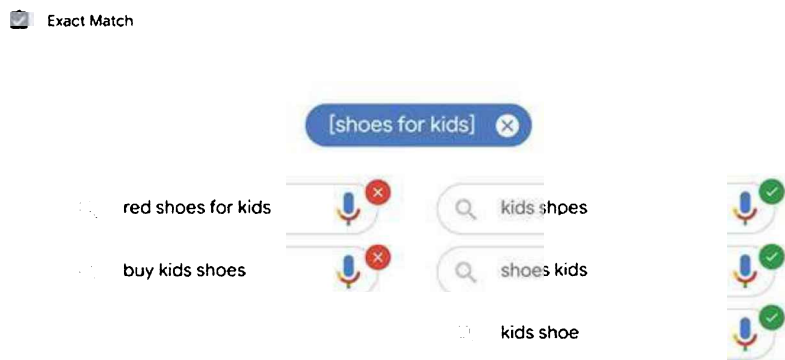 Exact Match
[shoes for kids]
red shoes for kids
kids shoes
buy kids shoes
shoes kids
kids shoe